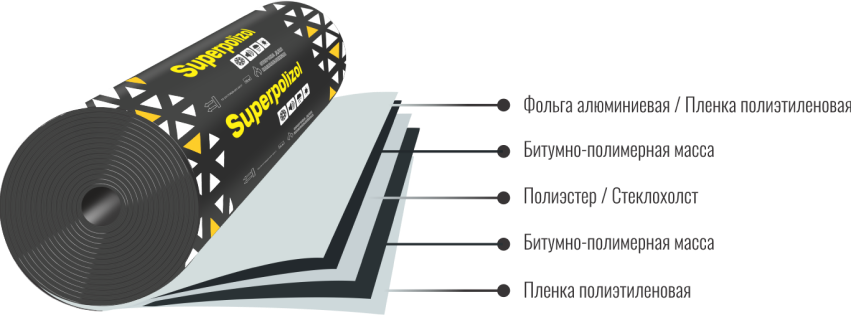 Superpolizol
Superpolizol
Фольга алюминиевая / Пленка полиэтиленовая
Битумно-полимерная масса
Полиэстер / Стеклохолст
Битумно-полимерная масса
Пленка полиэтиленовая